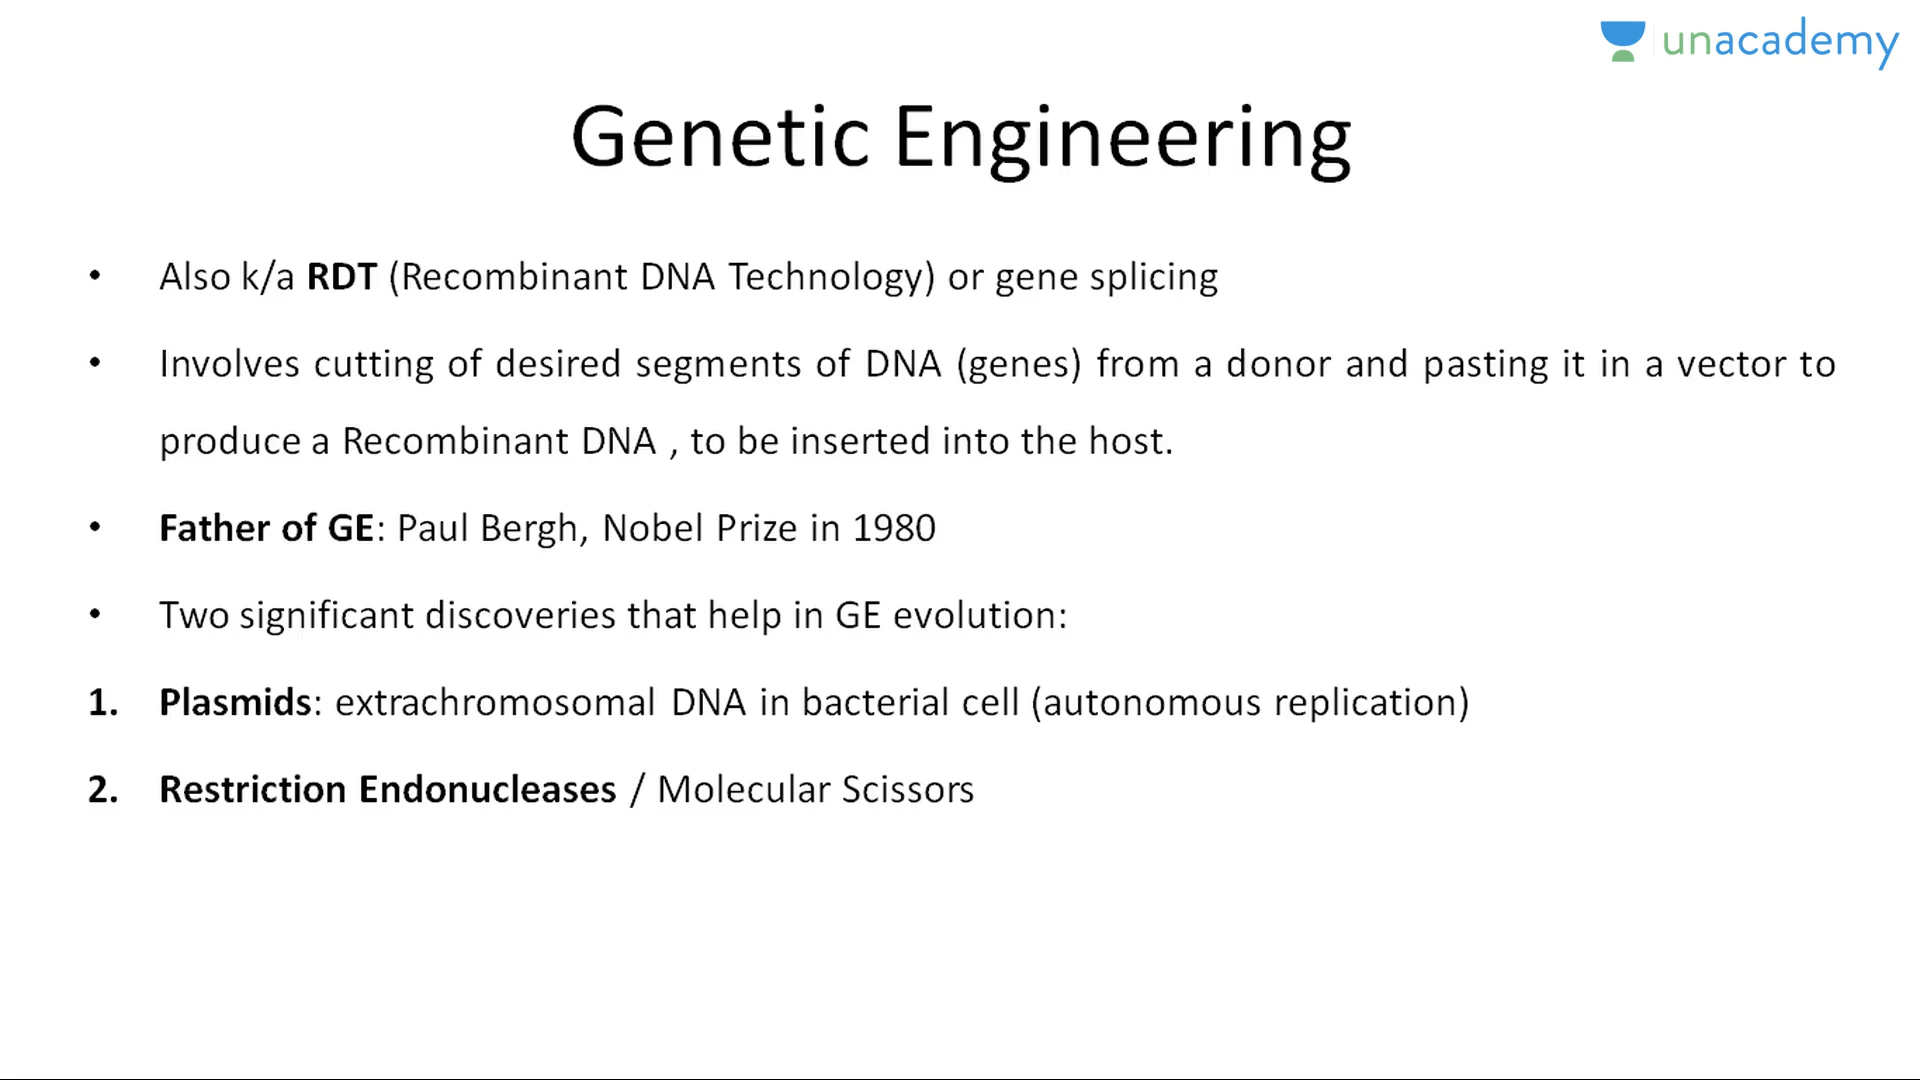 unacademy
Genetic Engineering
• Also k/a RDT (Recombinant DNA Technology) or gene splicing
• Involves cutting of desired segments of DNA (genes) from a donor and pasting it in a vector to
produce a Recombinant DNA , to be inserted into the host.
• Father of GE: Paul Bergh, Nobel Prize in 1980
• Two significant discoveries that help in GE evolution:
1. Plasmids: extrachromosomal DNA in bacterial cell (autonomous replication)
2. Restriction Endonucleases / Molecular Scissors